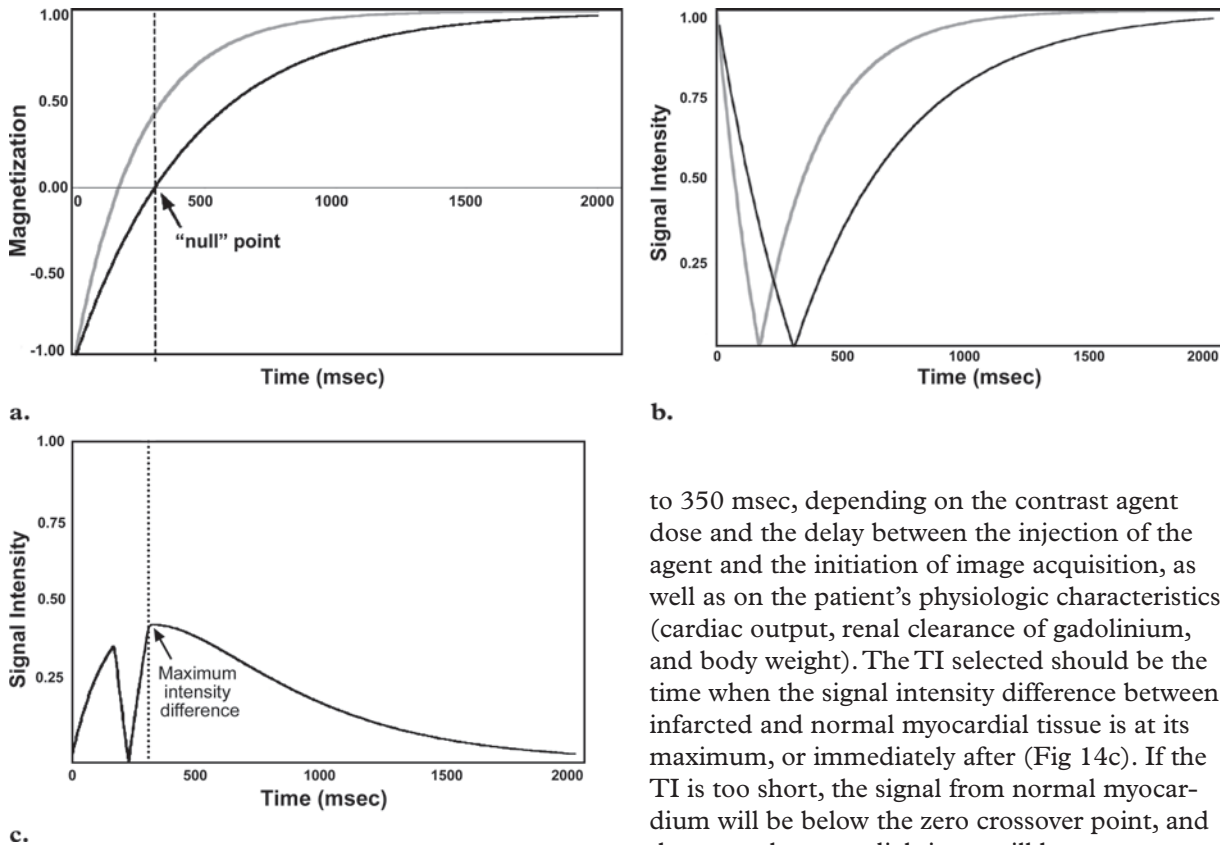 1.00
0.50
0.00
-0.50
-1.00
Magnetization
0
500
1000
1500
2000
"null" point
Time (msec)
a.
1.00
0.75
0.50
0.25
Signal Intensity
0
500
1000
1500
2000
Time (msec)
b.
1.00
0.75
0.50
0.25
Signal Intensity
Maximum
intensity
difference
0
500
1000
1500
2000
Time (msec)
c.
to 350 msec, depending on the contrast agent
dose and the delay between the injection of the
agent and the initiation of image acquisition, as
well as on the patient's physiologic characteristics
(cardiac output, renal clearance of gadolinium,
and body weight). The TI selected should be the
time when the signal intensity difference between
infarcted and normal myocardial tissue is at its
maximum, or immediately after (Fig 14c). If the
TI is too short, the signal from normal myocar-
dium will be below the zero crossover point, and